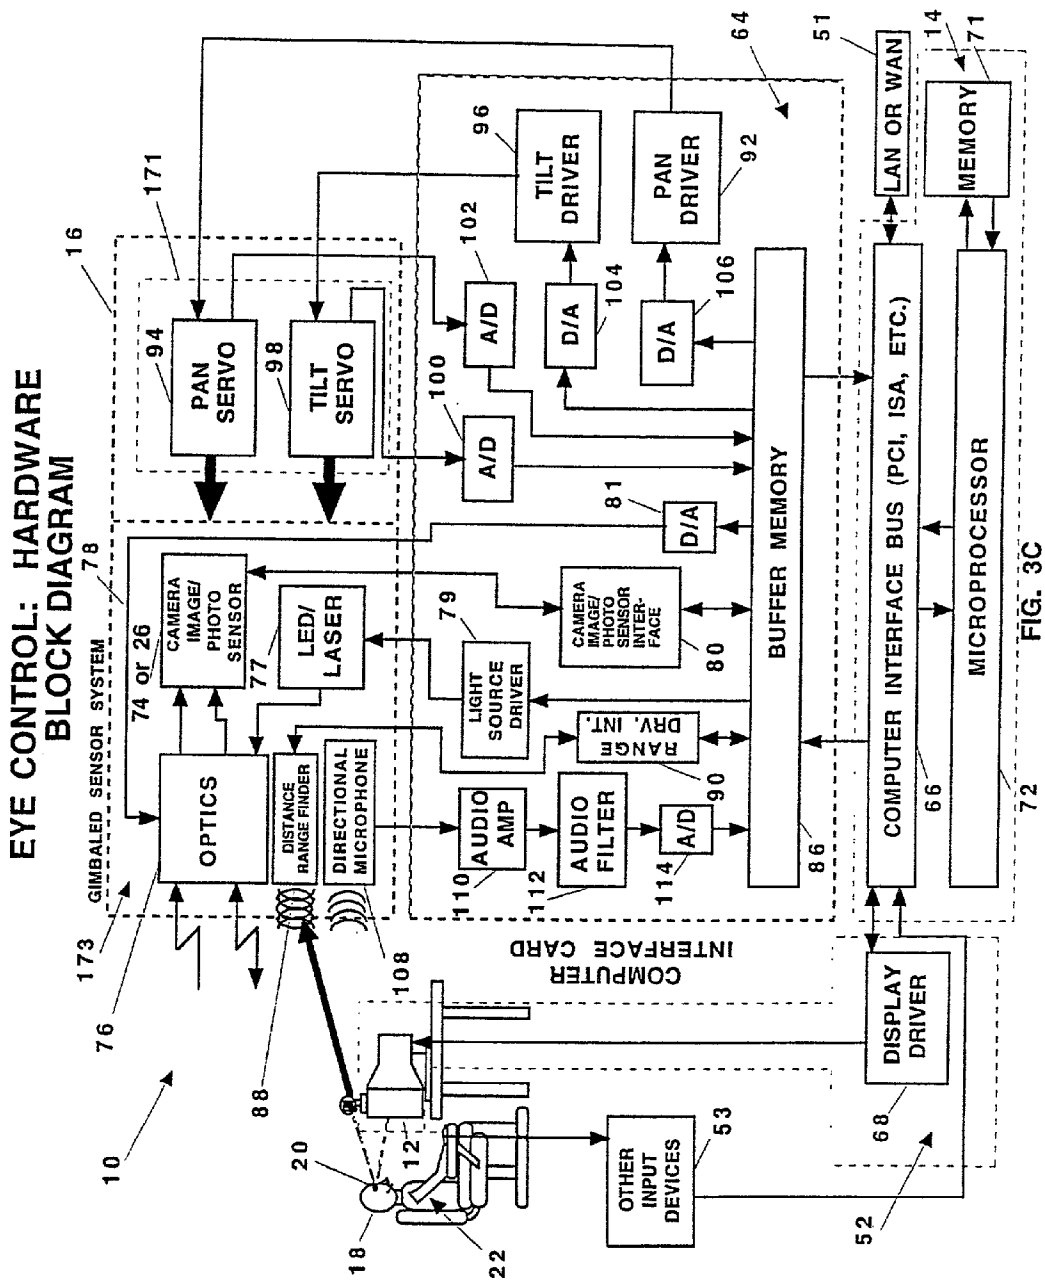 EYE CONTROL: HARDWARE
BLOCK DIAGRAM
10
173
GIMBALED SENSOR SYSTEM
78
16
171
76
OPTICS
74 or 26
CAMERA
IMAGE/
PHOTO
SENSOR
77
LED/
LASER
94
PAN
SERVO
98
TILT
SERVO
88
DISTANCE
RANGE FINDER
DIRECTIONAL
MICROPHONE
108
COMPUTER
INTERFACE CARD
110
AUDIO
AMP
112
AUDIO
FILTER
114
A/D
90
RANGE
DRV. INT.
LIGHT
SOURCE
DRIVER
79
CAMERA
IMAGE/
PHOTO
SENSOR
INTER-
FACE
80
D/A
81
A/D
100
A/D
102
D/A
104
D/A
106
TILT
DRIVER
96
PAN
DRIVER
92
64
BUFFER MEMORY
86
COMPUTER INTERFACE BUS (PCI, ISA, ETC.)
66
LAN OR WAN
51
MICROPROCESSOR
72
MEMORY
14
71
18
20
12
22
OTHER
INPUT
DEVICES
53
DISPLAY
DRIVER
68
52
FIG. 3C